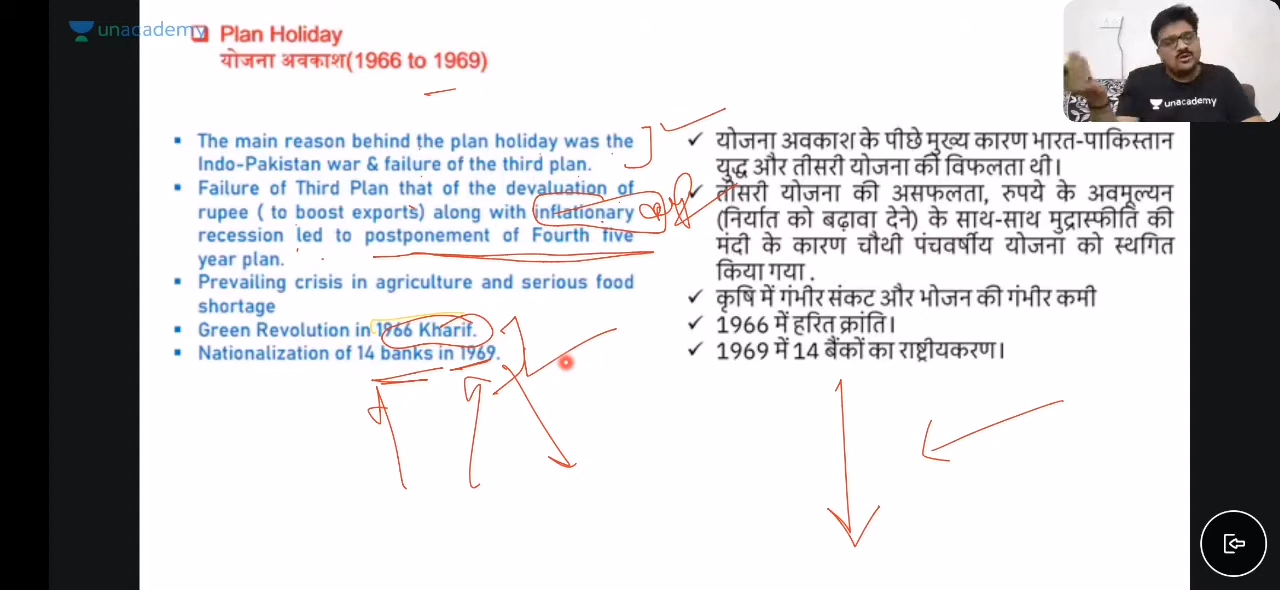 unacademy
Plan Holiday
योजना अवकाश(1966 to 1969)
unacademy
The main reason behind the plan holiday was the
Indo-Pakistan war & failure of the third plan.
Failure of Third Plan that of the devaluation of
rupee ( to boost exports) along with inflationary
recession led to postponement of Fourth five
year plan.
Prevailing crisis in agriculture and serious food
shortage
Green Revolution in 1966 Kharif.
Nationalization of 14 banks in 1969.
योजना अवकाश के पीछे मुख्य कारण भारत-पाकिस्तान
युद्ध और तीसरी योजना की विफलता थी।
तीसरी योजना की असफलता, रुपये के अवमूल्यन
(निर्यात को बढ़ावा देने) के साथ-साथ मुद्रास्फीति की
मंदी के कारण चौथी पंचवर्षीय योजना को स्थगित
किया गया .
कृषि में गंभीर संकट और भोजन की गंभीर कमी
1966 में हरित क्रांति।
1969 में 14 बैंकों का राष्ट्रीयकरण।